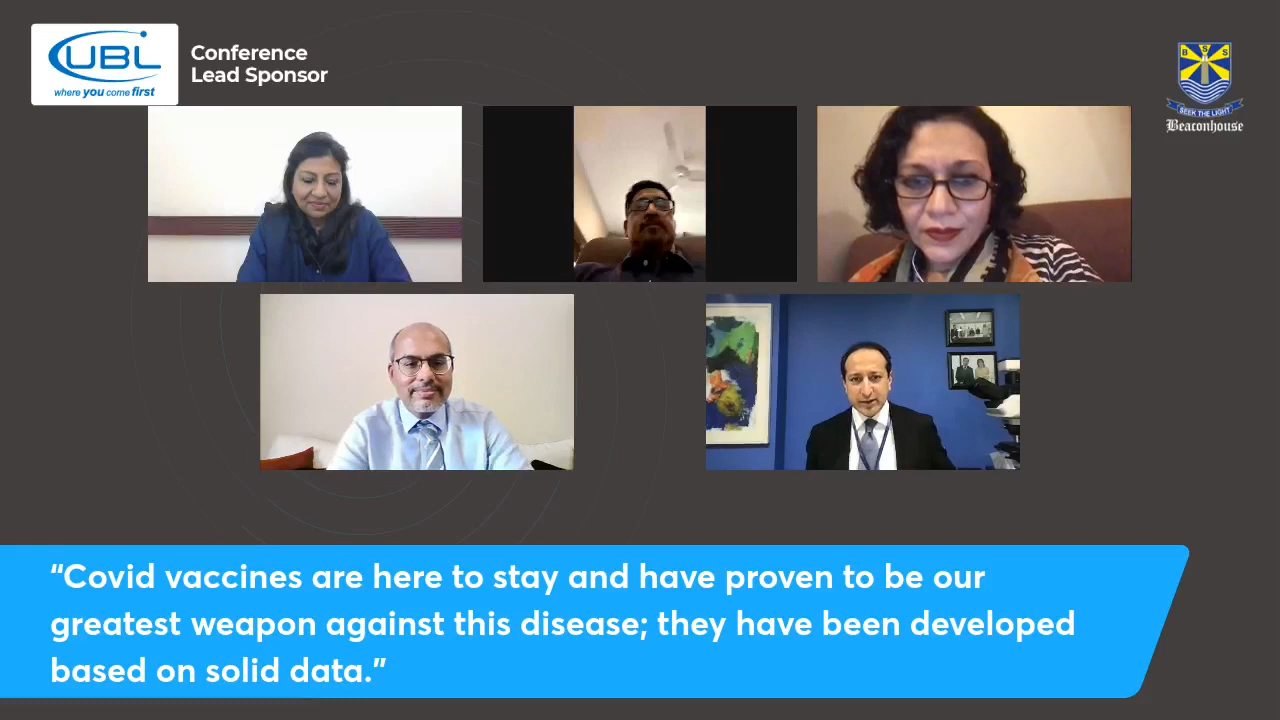 UBL
where you come first
Conference
Lead Sponsor
B S S
SEEK THE LIGHT
Beaconhouse
“Covid vaccines are here to stay and have proven to be our
greatest weapon against this disease; they have been developed
based on solid data.”